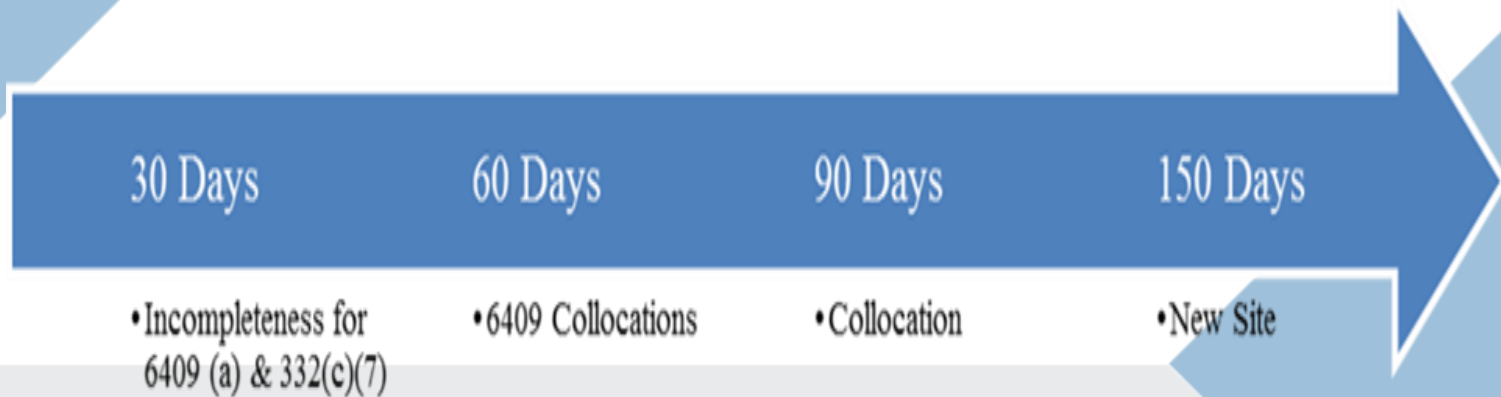 30 Days
60 Days
90 Days
150 Days
•Incompleteness for
6409 (a) & 332(c)(7)
•6409 Collocations
•Collocation
•New Site